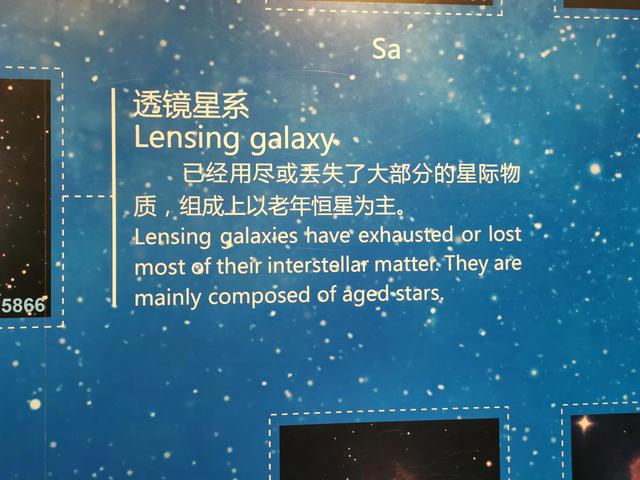 Sa
透镜星系
Lensing galaxy
已经用尽或丢失了大部分的星际物
质，组成上以老年恒星为主。
Lensing galaxies have exhausted or lost
most of their interstellar matter. They are
mainly composed of aged stars.
5866